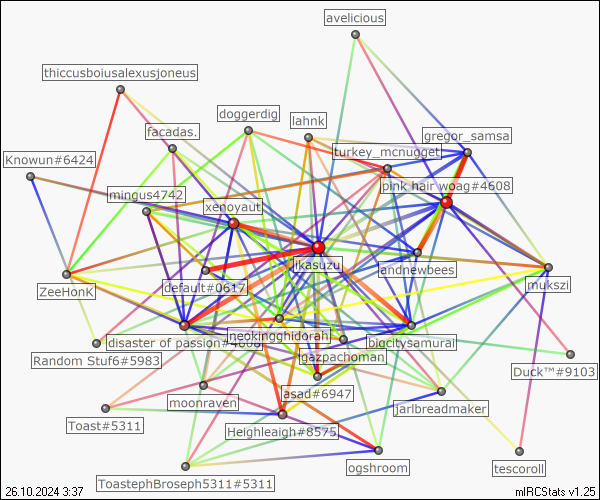 avelicious
thiccusboiusalexusjoneus
doggerdig
lahnk
facadas.
gregor_samsa
turkey_mcnugget
Knowun#6424
pink hair woag#4608
mingus4742
xenovaut
ikasuzu
andnewbees
mukszi
default#0617
ZeeHonk
neokingghidorah
disaster of passion
bigcitysamurai
gazpachoman
Random Stuf6#5983
Duck™#9103
asad#6947
moonraven
jarlbreadmaker
Toast#5311
Heighleaigh#8575
ogshroom
tescoroll
ToastephBroseph5311#5311
26.10.2024 3:37
mIRCStats v1.25